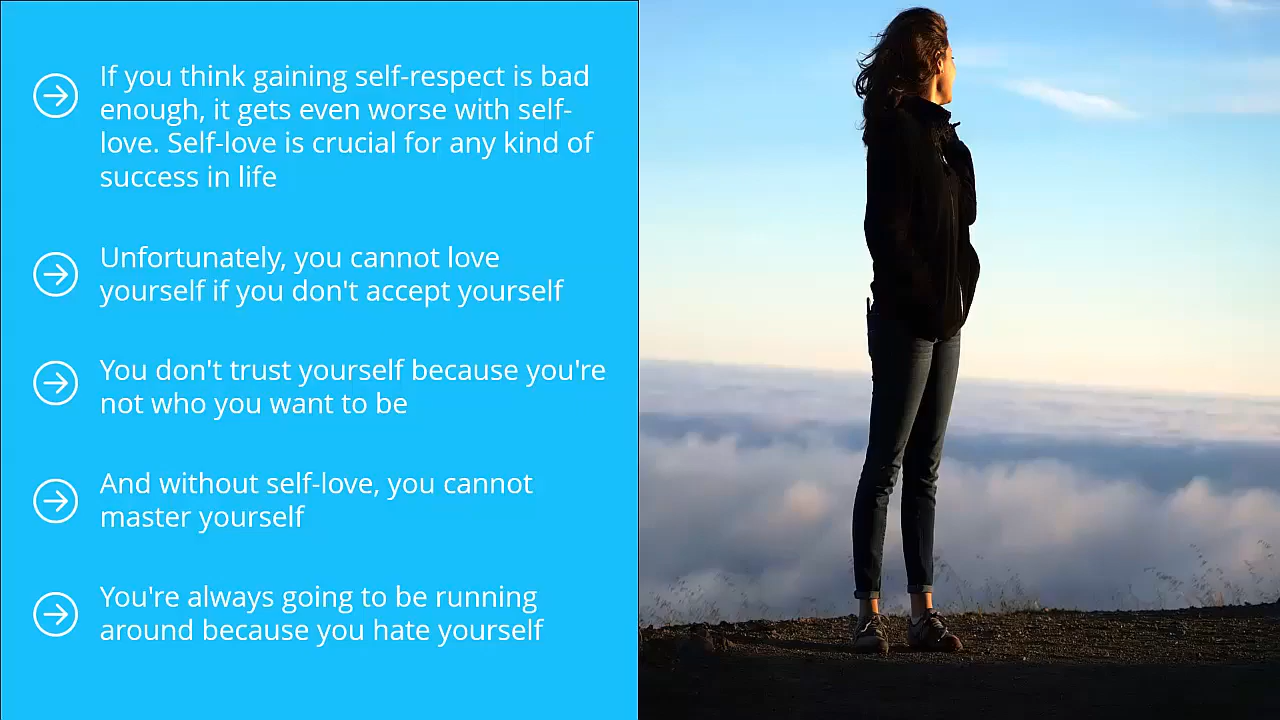 If you think gaining self-respect is bad
enough, it gets even worse with self-
love. Self-love is crucial for any kind of
success in life
Unfortunately, you cannot love
yourself if you don't accept yourself
You don't trust yourself because you're
not who you want to be
And without self-love, you cannot
master yourself
You're always going to be running
around because you hate yourself